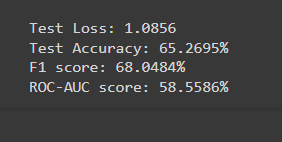 Test Loss: 1.0856
Test Accuracy: 65.2695%
F1 score: 68.0484%
ROC-AUC score: 58.5586%